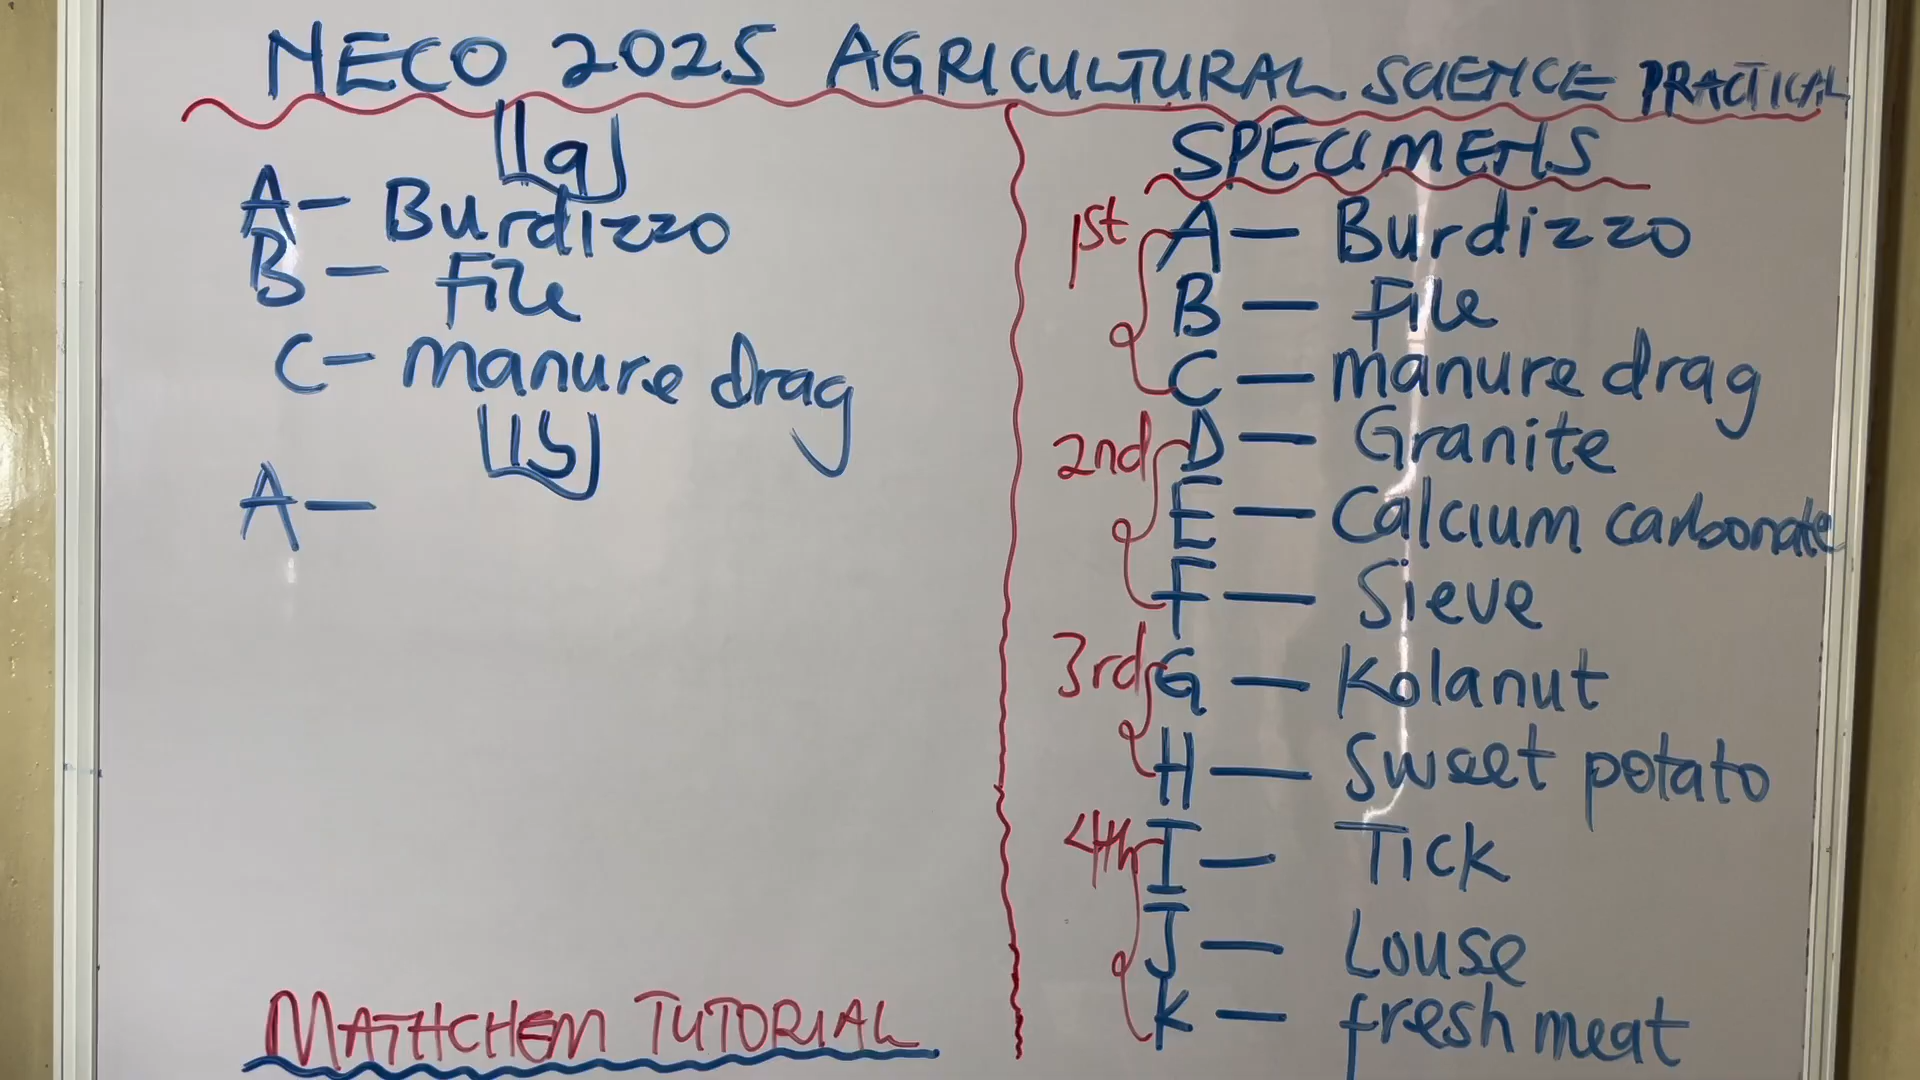 NECO 2025 AGRICULTURAL SCIENCE PRACTICAL
1a
A- Burdizzo
B - File
C- manure drag
1b
A-
MATHCHEM TUTORIAL
SPECIMENS
1st A - Burdizzo
B - File
C - manure drag
2nd D - Granite
E - Calcium carbonate
F - Sieve
3rd G - Kolanut
H - Sweet potato
4th I - Tick
J - Louse
K - fresh meat